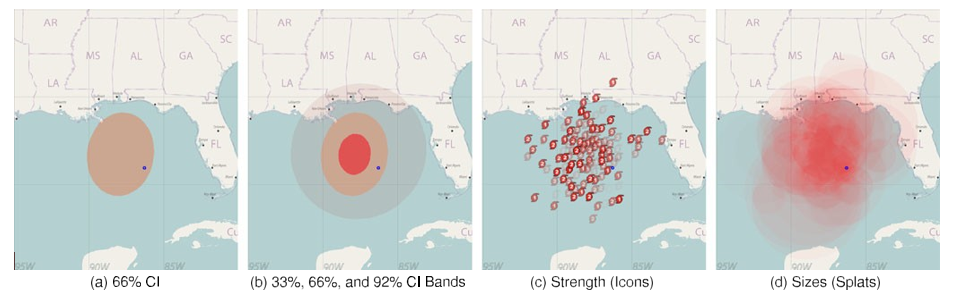 AR
MS
AL
GA
SC
LA
FL
Cu
95W
90W
85W
(a) 66% CI
AR
MS
AL
GA
SC
LA
FL
Cu
95W
90W
85W
(b) 33%, 66%, and 92% CI Bands
AR
MS
AL
GA
SC
LA
FL
Cu
95W
90W
85W
(c) Strength (Icons)
AR
MS
AL
GA
SC
LA
FL
Cu
95W
90W
85W
(d) Sizes (Splats)